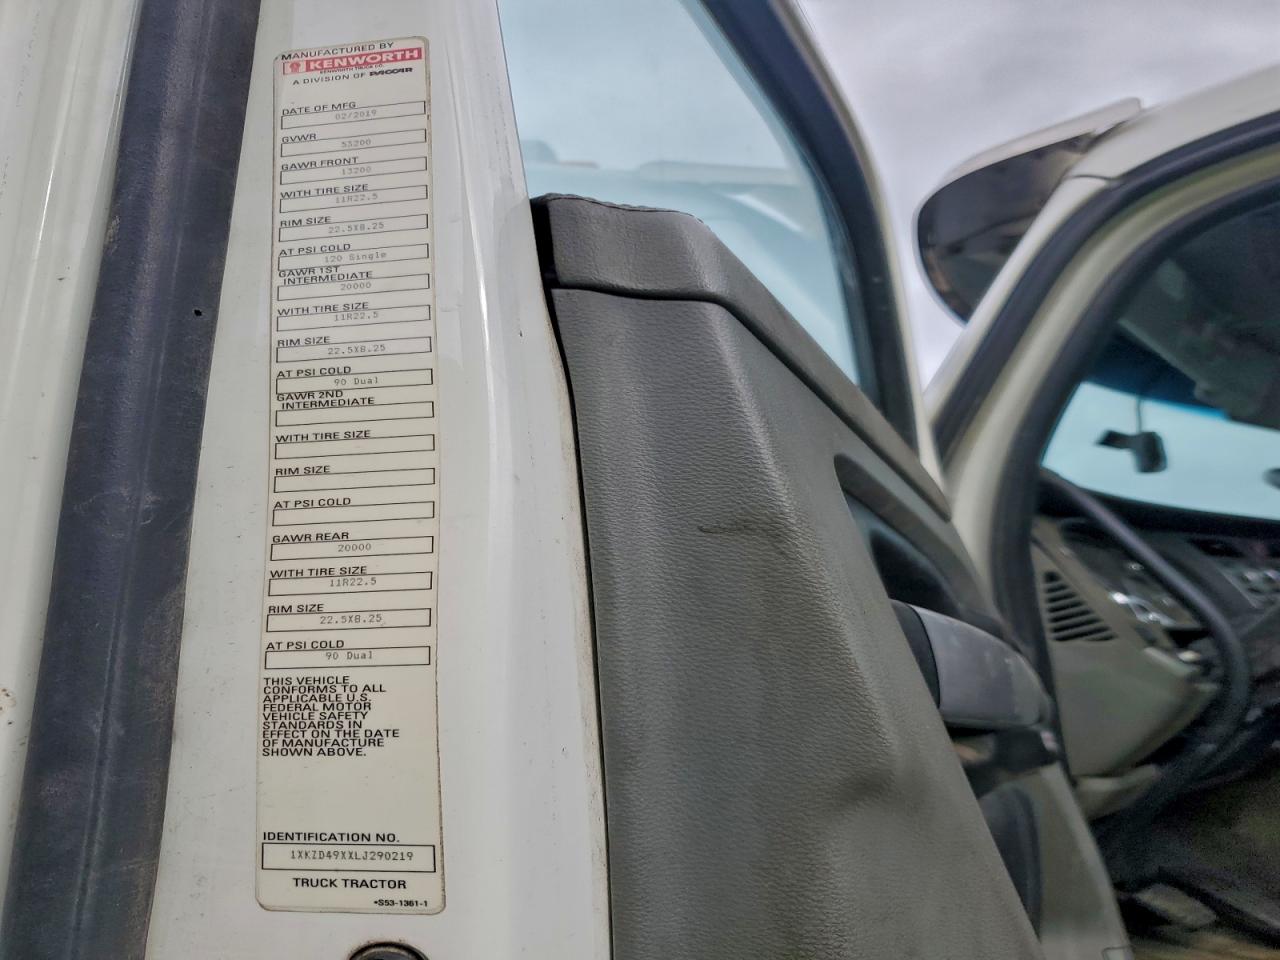 MANUFACTURED BY
KENWORTH
KENWORTH TRUCK CO.
A DIVISION OF PACCAR
DATE OF MFG
02/2019
GVWR
53200
GAWR FRONT
13200
WITH TIRE SIZE
11R22.5
RIM SIZE
22.5X8.25
AT PSI COLD
120 Single
GAWR 1ST
INTERMEDIATE
20000
WITH TIRE SIZE
11R22.5
RIM SIZE
22.5X8.25
AT PSI COLD
90 Dual
GAWR 2ND
INTERMEDIATE
WITH TIRE SIZE
RIM SIZE
AT PSI COLD
GAWR REAR
20000
WITH TIRE SIZE
11R22.5
RIM SIZE
22.5X8.25
AT PSI COLD
90 Dual
THIS VEHICLE
CONFORMS TO ALL
APPLICABLE U.S.
FEDERAL MOTOR
VEHICLE SAFETY
STANDARDS IN
EFFECT ON THE DATE
OF MANUFACTURE
SHOWN ABOVE.
IDENTIFICATION NO.
1XKZD49XXLJ290219
TRUCK TRACTOR
*S53-1361-1